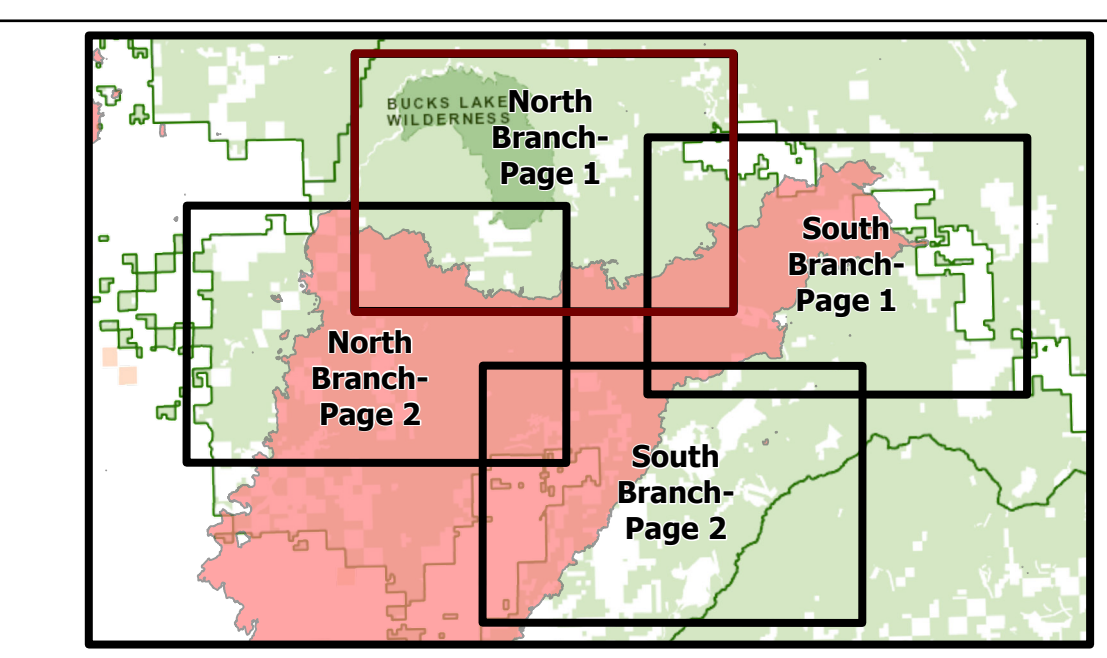 BUCKS LAKE
WILDERNESS
North
Branch-
Page 1
South
Branch-
Page 1
North
Branch-
Page 2
South
Branch-
Page 2